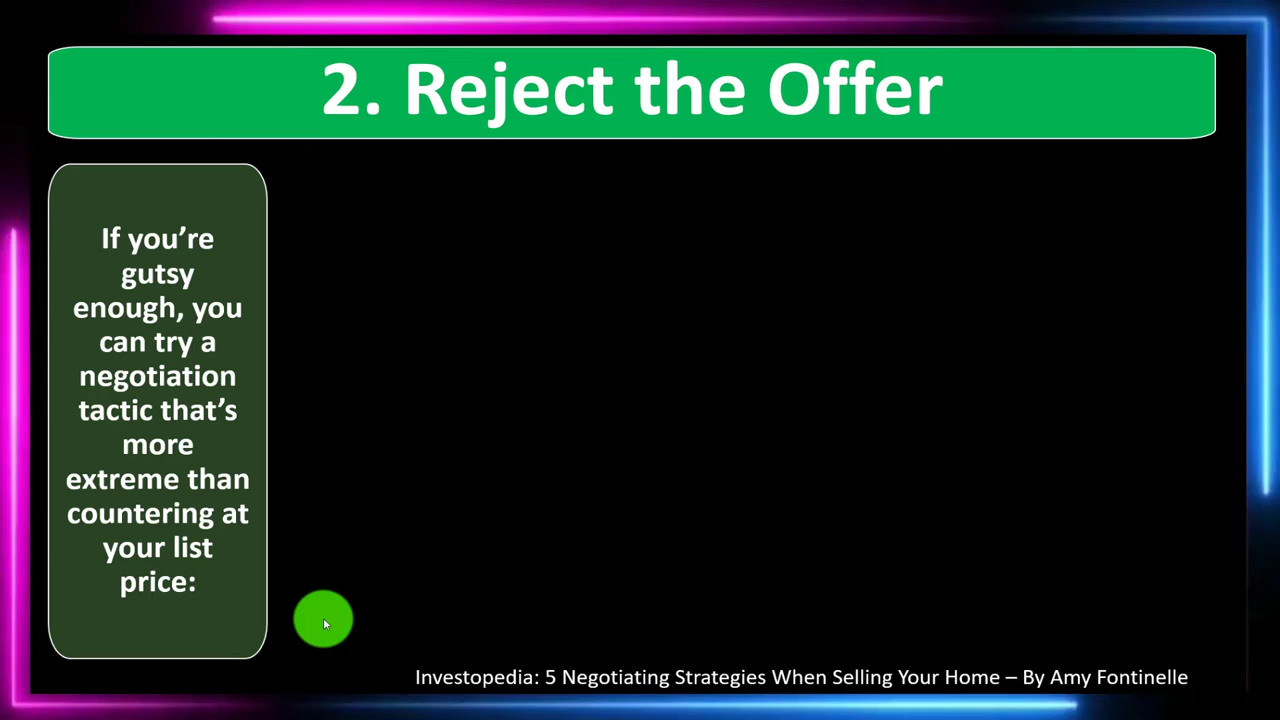 2. Reject the Offer
If you’re
gutsy
enough, you
can try a
negotiation
tactic that’s
more
extreme than
countering at
your list
price:
Investopedia: 5 Negotiating Strategies When Selling Your Home – By Amy Fontinelle